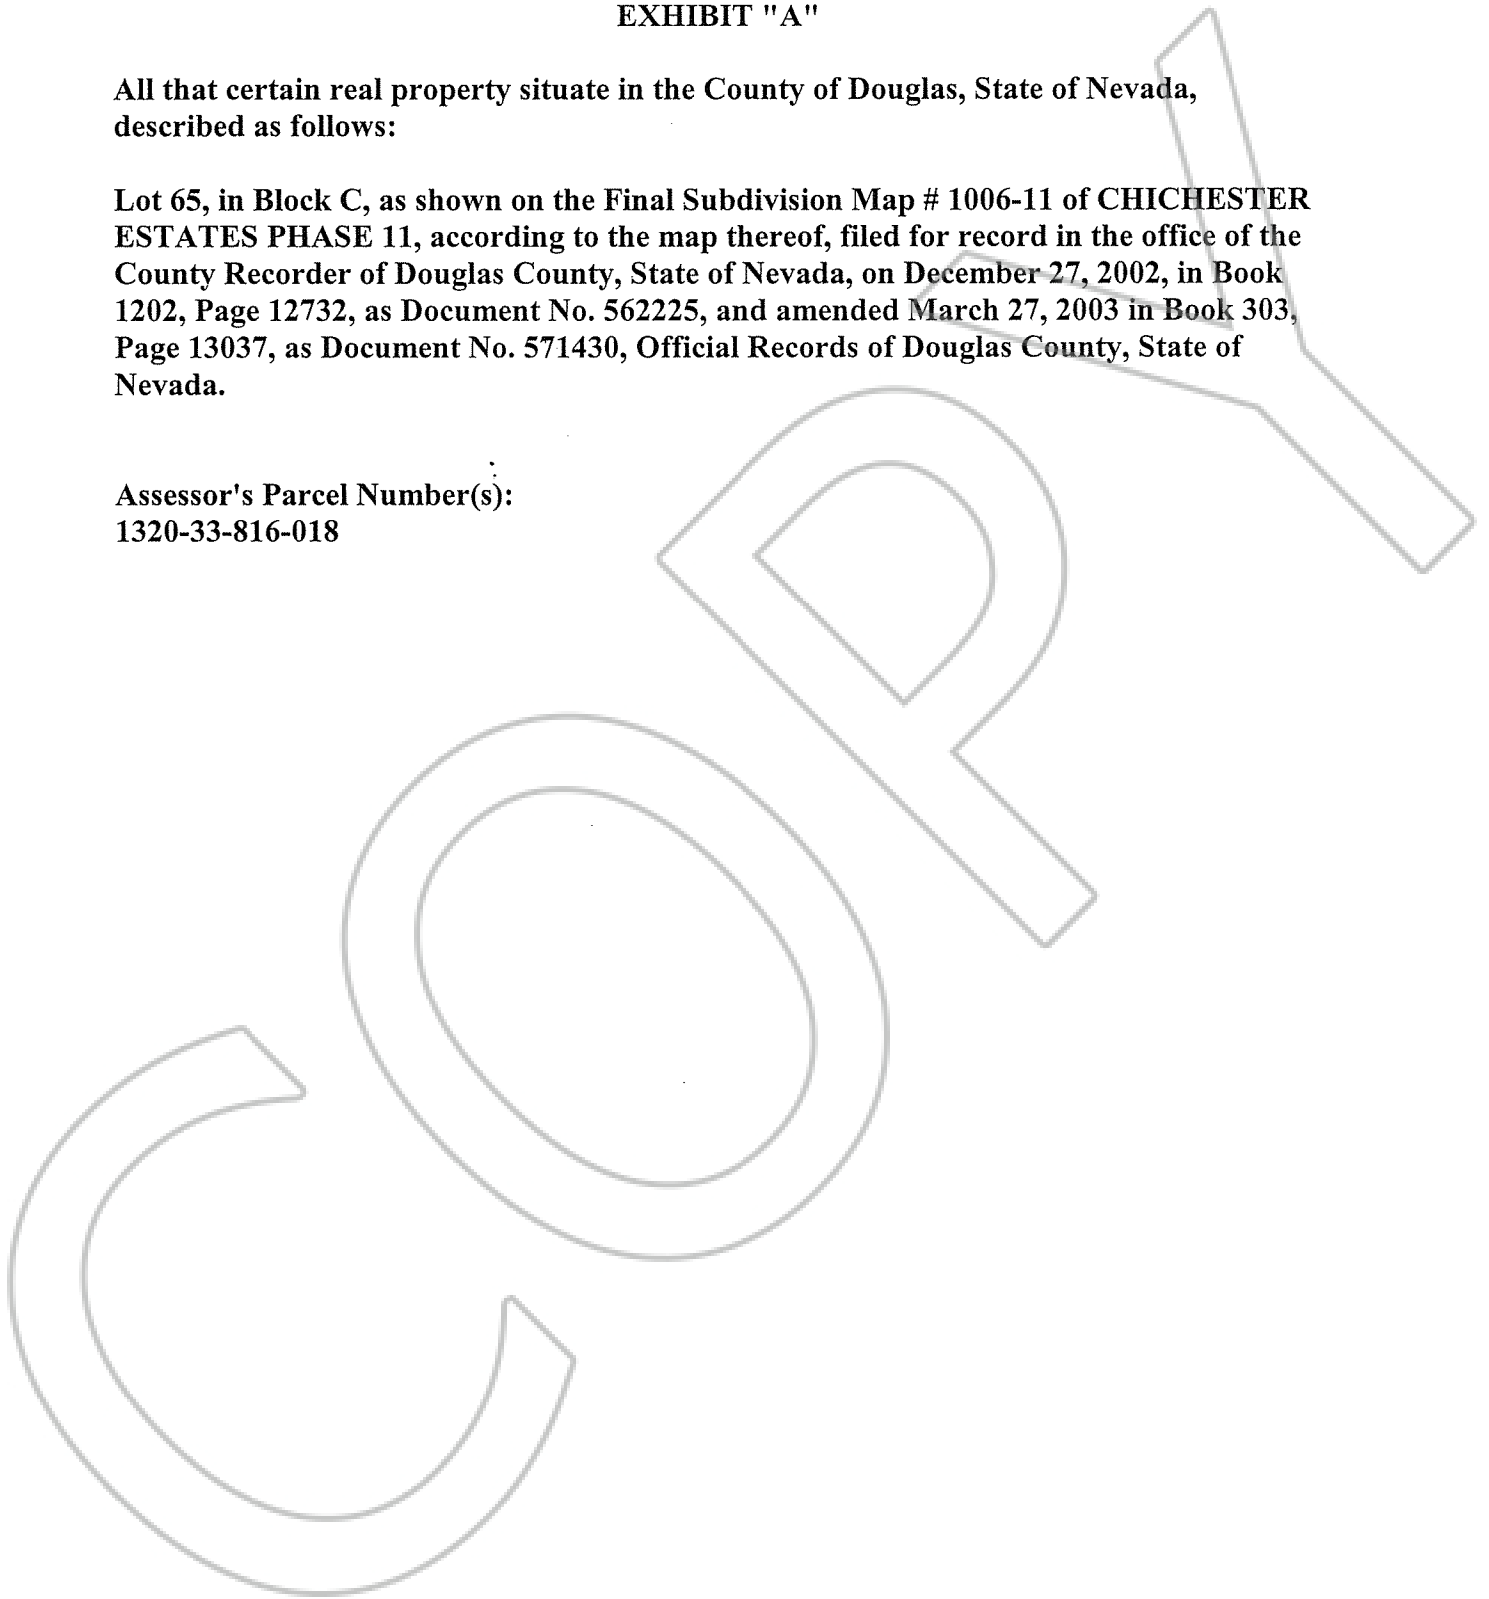 EXHIBIT "A"
All that certain real property situate in the County of Douglas, State of Nevada,
described as follows:
Lot 65, in Block C, as shown on the Final Subdivision Map # 1006-11 of CHICHESTER
ESTATES PHASE 11, according to the map thereof, filed for record in the office of the
County Recorder of Douglas County, State of Nevada, on December 27, 2002, in Book
1202, Page 12732, as Document No. 562225, and amended March 27, 2003 in Book 303,
Page 13037, as Document No. 571430, Official Records of Douglas County, State of
Nevada.
Assessor's Parcel Number(s):
1320-33-816-018
COPY